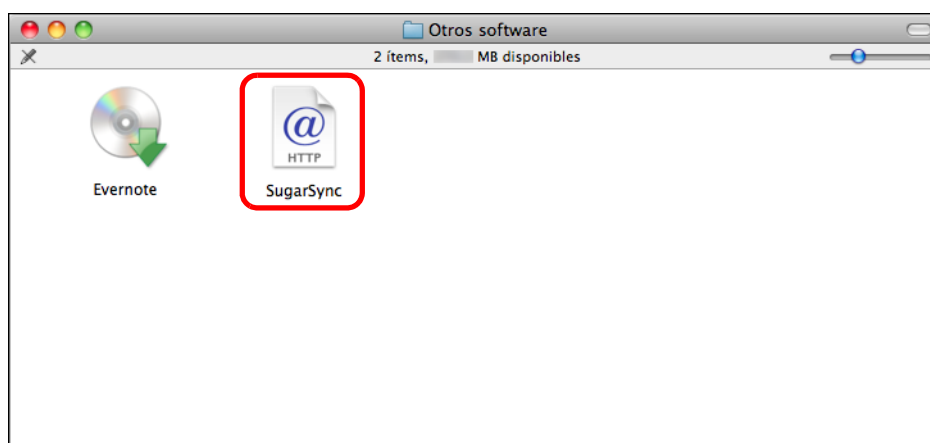 Otros software
2 ítems, MB disponibles
@
HTTP
Evernote
SugarSync